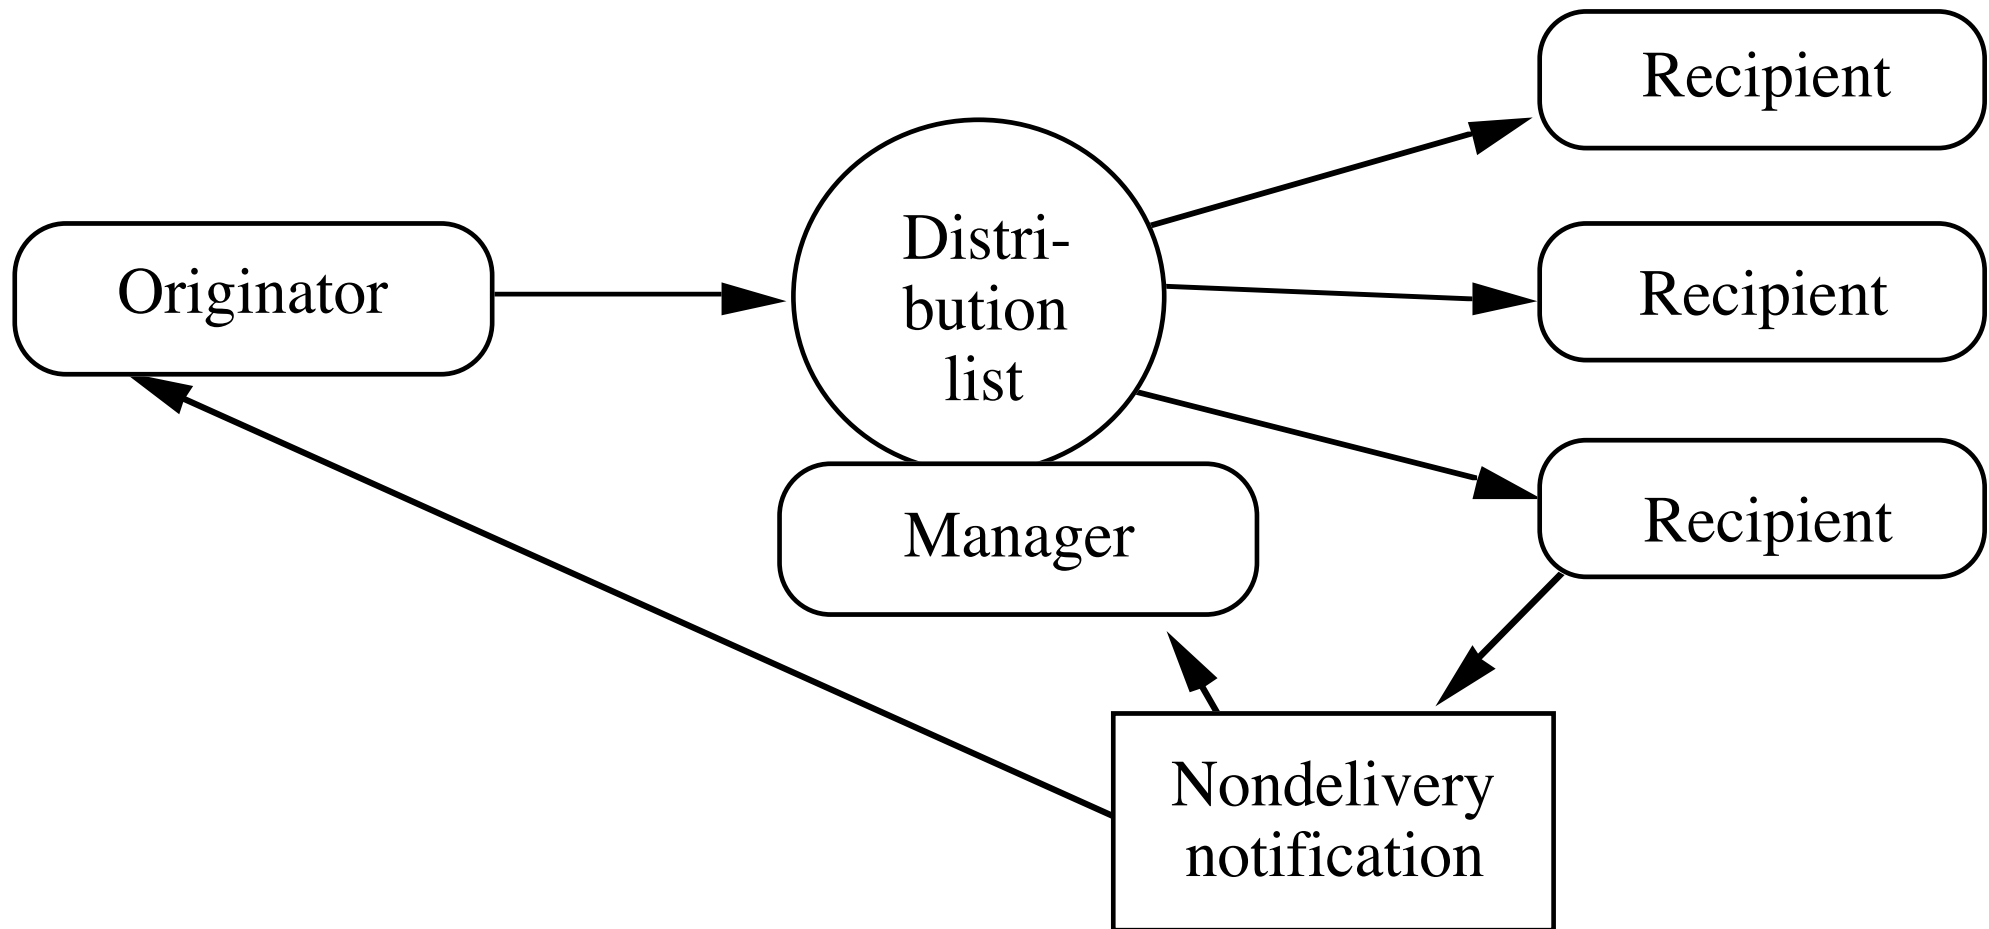 Recipient
Originator
Distri-
bution
list
Recipient
Manager
Recipient
Nondelivery
notification